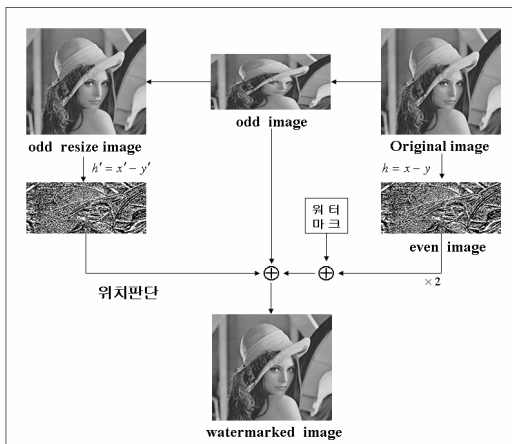 odd resize image
odd image
Original image
h′ = x′ − y′
h = x − y
워 터
마 크
even image
×2
위치판단
watermarked image